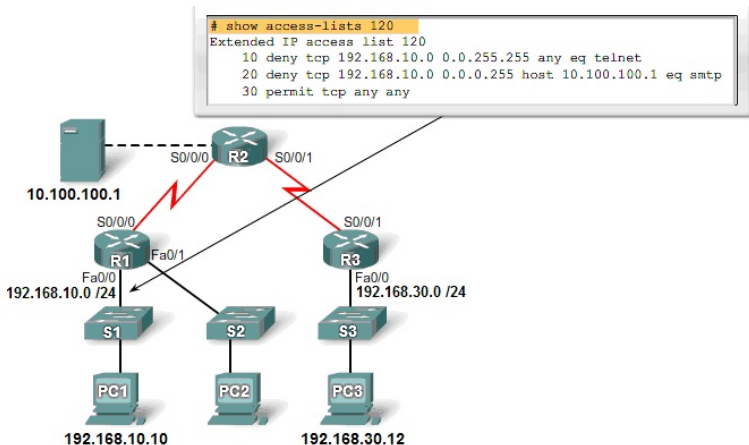 # show access-lists 120
Extended IP access list 120
10 deny tcp 192.168.10.0 0.0.255.255 any eq telnet
20 deny tcp 192.168.10.0 0.0.0.255 host 10.100.100.1 eq smtp
30 permit tcp any any
R2
S0/0/0
S0/0/1
10.100.100.1
S0/0/0
S0/0/1
R1
Fa0/1
R3
Fa0/0
Fa0/0
192.168.10.0 /24
192.168.30.0 /24
S1
S2
S3
PC1
PC2
PC3
192.168.10.10
192.168.30.12